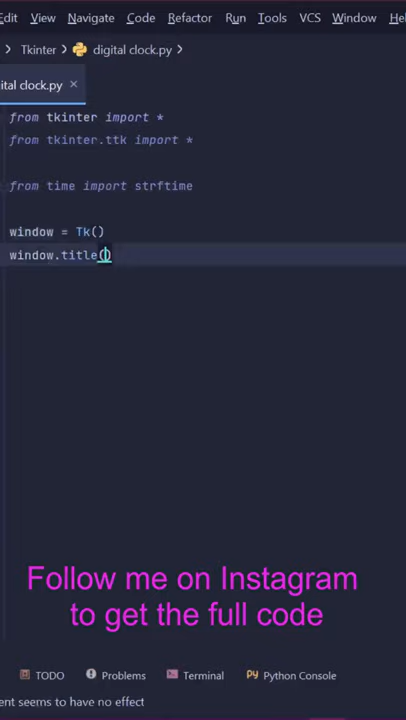 Edit View Navigate Code Refactor Run Tools VCS Window Hel
Tkinter digital clock.py
ital clock.py
from tkinter import *
from tkinter.ttk import *
from time import strftime
window = Tk()
window.title()
Follow me on Instagram
to get the full code
TODO Problems Terminal Python Console
ent seems to have no effect